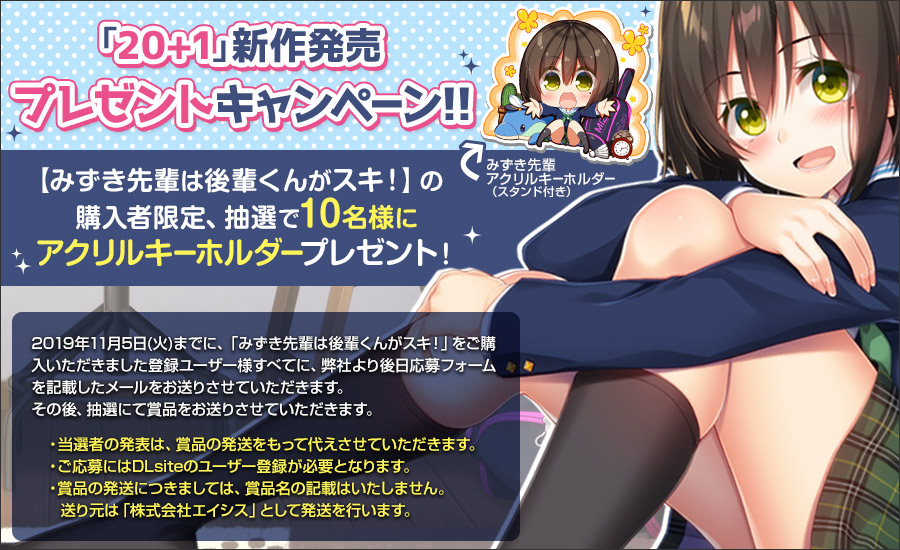 「20+1」新作発売
プレゼントキャンペーン!!
みずき先輩
アクリルキーホルダー
(スタンド付き)
【みずき先輩は後輩くんがスキ!】の
購入者限定、抽選で10名様に
アクリルキーホルダープレゼント!
2019年11月5日(火)までに、「みずき先輩は後輩くんがスキ!」をご購
入いただきました登録ユーザー様すべてに、弊社より後日応募フォーム
を記載したメールをお送りさせていただきます。
その後、抽選にて賞品をお送りさせていただきます。
・当選者の発表は、賞品の発送をもって代えさせていただきます。
・ご応募にはDLsiteのユーザー登録が必要となります。
・賞品の発送につきましては、賞品名の記載はいたしません。
送り元は「株式会社エイシス」として発送を行います。